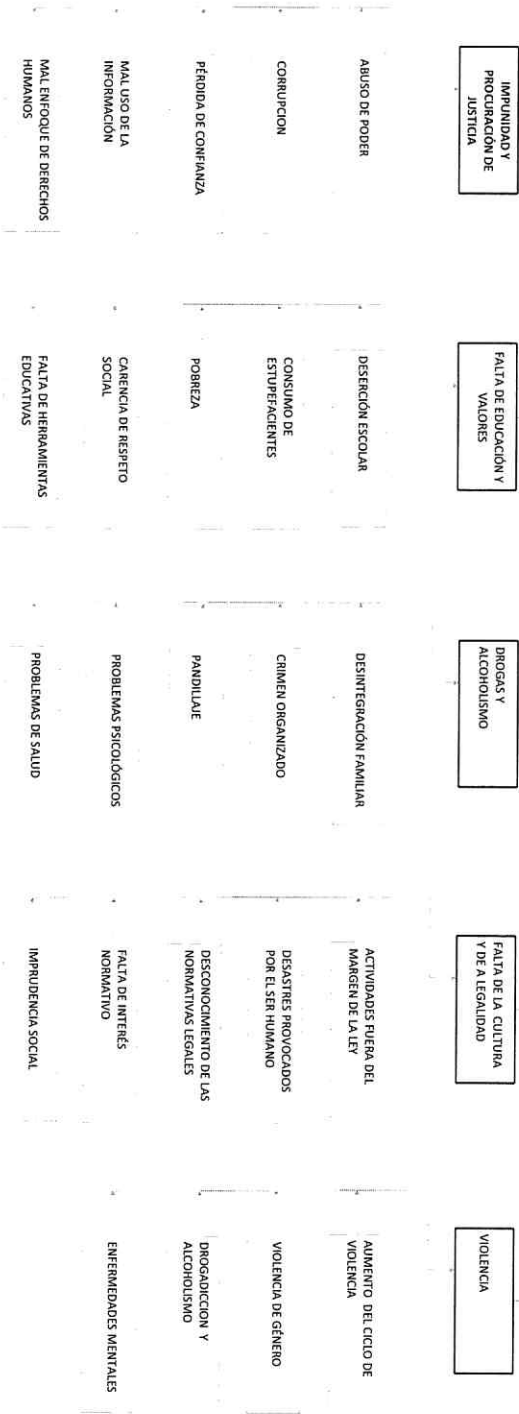 IMPUNIDAD Y
PROCURACIÓN DE
JUSTICIA
ABUSO DE PODER
CORRUPCION
PÉRDIDA DE CONFIANZA
MAL USO DE LA
INFORMACIÓN
MAL ENFOQUE DE DERECHOS
HUMANOS
FALTA DE EDUCACIÓN Y
VALORES
DESERCIÓN ESCOLAR
CONSUMO DE
ESTUPEFACIENTES
POBREZA
CARENCIA DE RESPETO
SOCIAL
FALTA DE HERRAMIENTAS
EDUCATIVAS
DROGAS Y
ALCOHOLISMO
DESINTEGRACIÓN FAMILIAR
CRIMEN ORGANIZADO
PANDILLAJE
PROBLEMAS PSICOLÓGICOS
PROBLEMAS DE SALUD
FALTA DE LA CULTURA
Y DE A LEGALIDAD
ACTIVIDADES FUERA DEL
MARGEN DE LA LEY
DESASTRES PROVOCADOS
POR EL SER HUMANO
DESCONOCIMIENTO DE LAS
NORMATIVAS LEGALES
FALTA DE INTERÉS
NORMATIVO
IMPRUDENCIA SOCIAL
VIOLENCIA
AUMENTO DEL CICLO DE
VIOLENCIA
VIOLENCIA DE GÉNERO
DROGADICCION Y
ALCOHOLISMO
ENFERMEDADES MENTALES